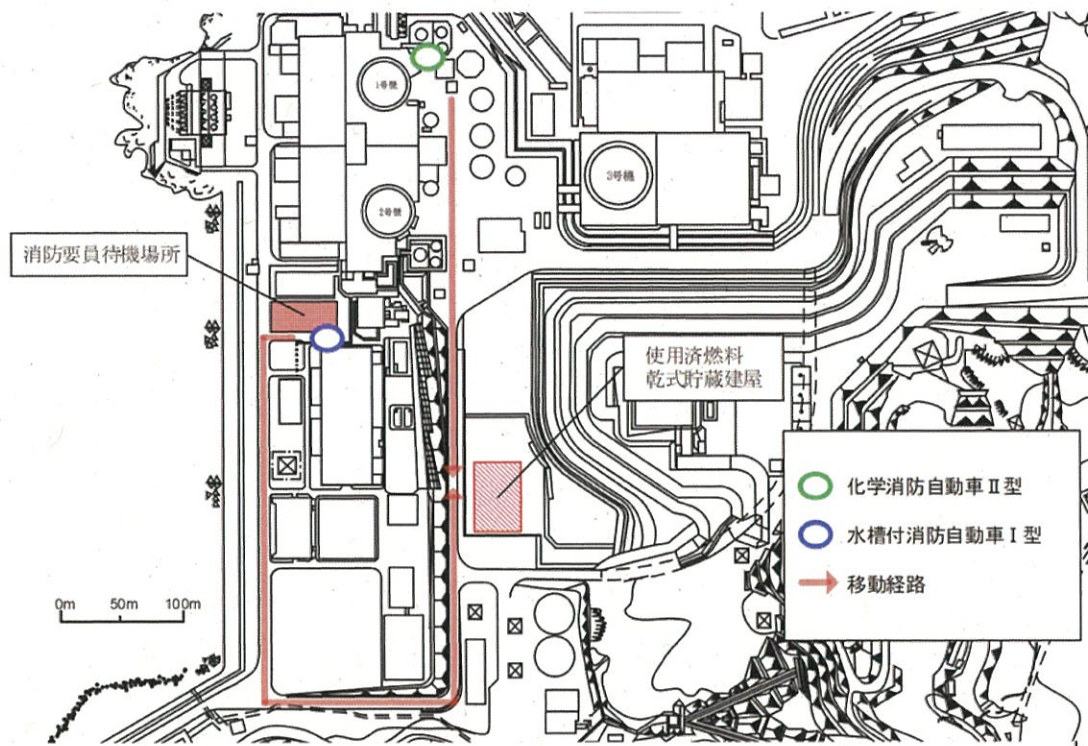 1号機
2号機
3号機
消防要員待機場所
使用済燃料
乾式貯蔵建屋
化学消防自動車Ⅱ型
水槽付消防自動車Ⅰ型
移動経路
0m 50m 100m